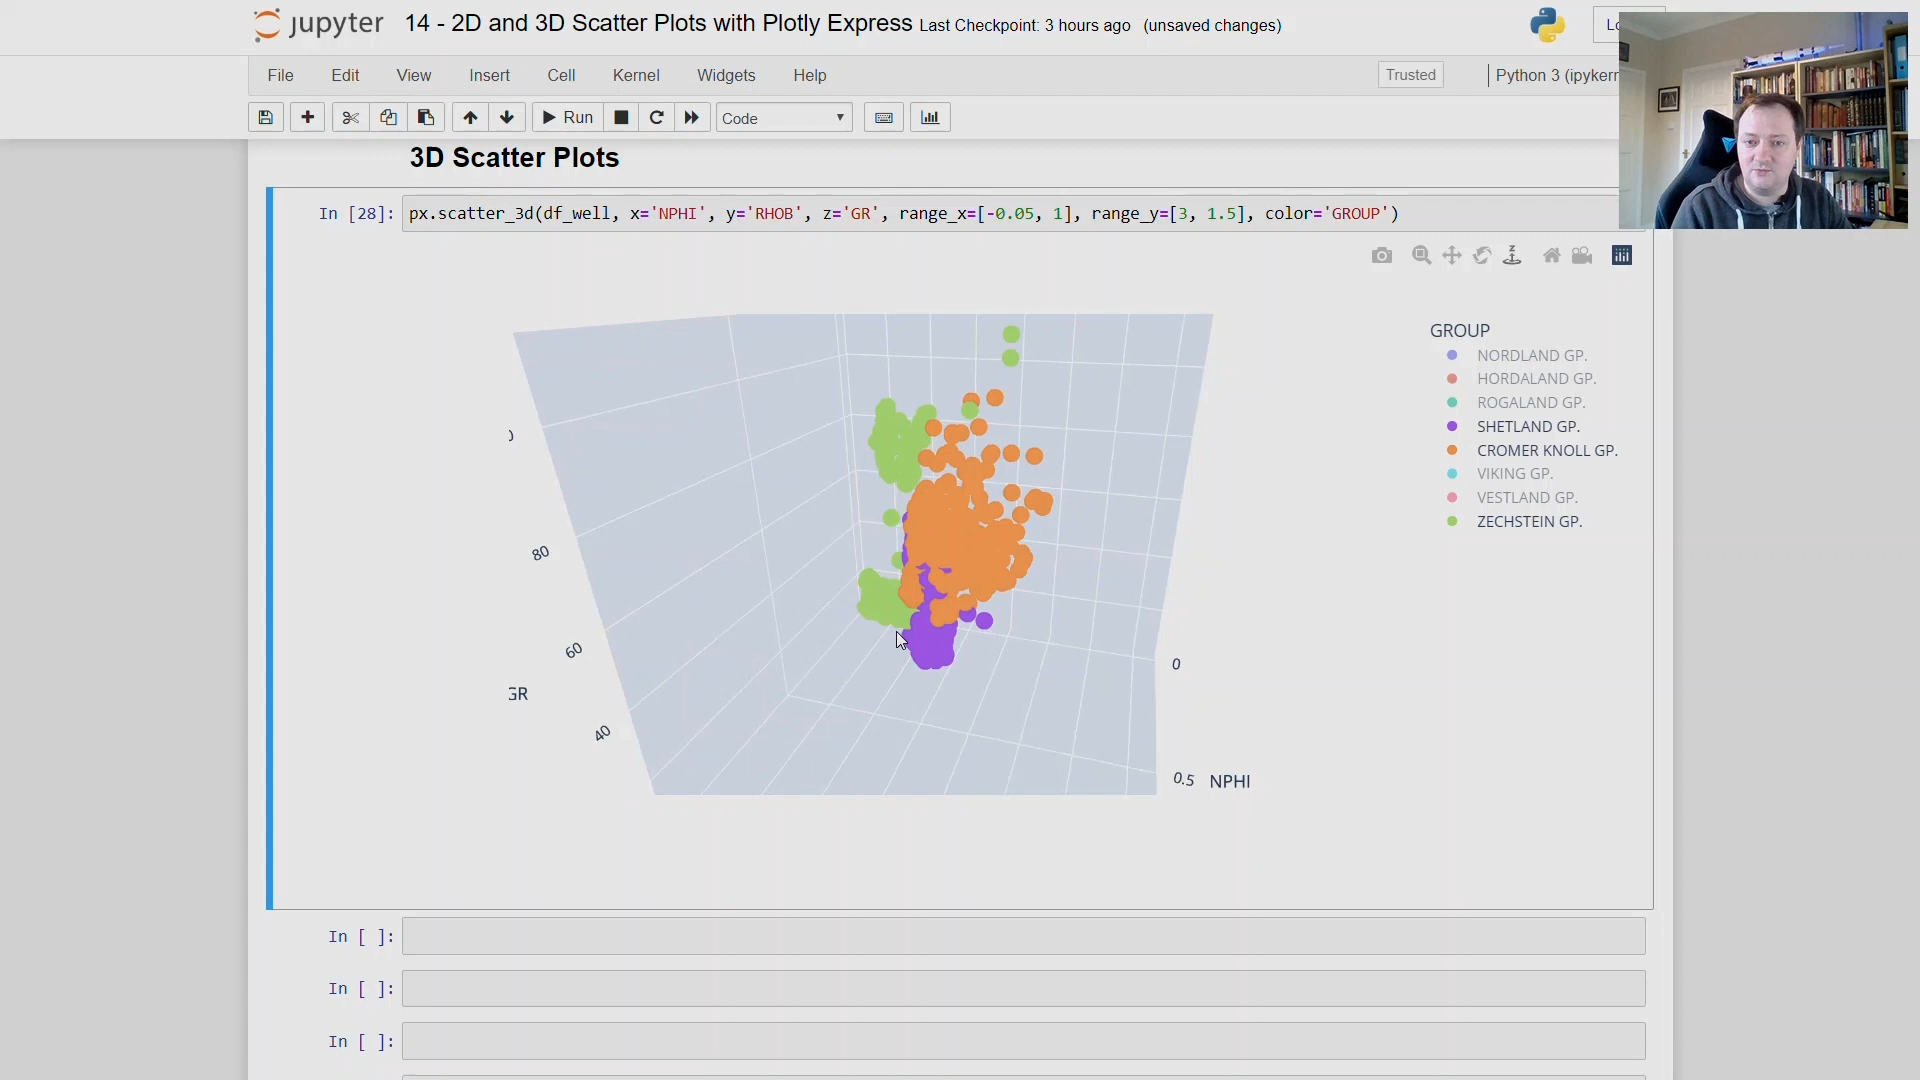 jupyter 14 - 2D and 3D Scatter Plots with Plotly Express Last Checkpoint: 3 hours ago (unsaved changes)
File Edit View Insert Cell Kernel Widgets Help Trusted Python 3
Run Code
3D Scatter Plots
In [28]: px.scatter_3d(df_well, x='NPHI', y='RHOB', z='GR', range_x=[-0.05, 1], range_y=[3, 1.5], color='GROUP')
GROUP
NORDLAND GP.
HORDALAND GP.
ROGALAND GP.
SHETLAND GP.
CROMER KNOLL GP.
VIKING GP.
VESTLAND GP.
ZECHSTEIN GP.
80
60
GR
40
0
0.5 NPHI
In [ ]:
In [ ]:
In [ ]: